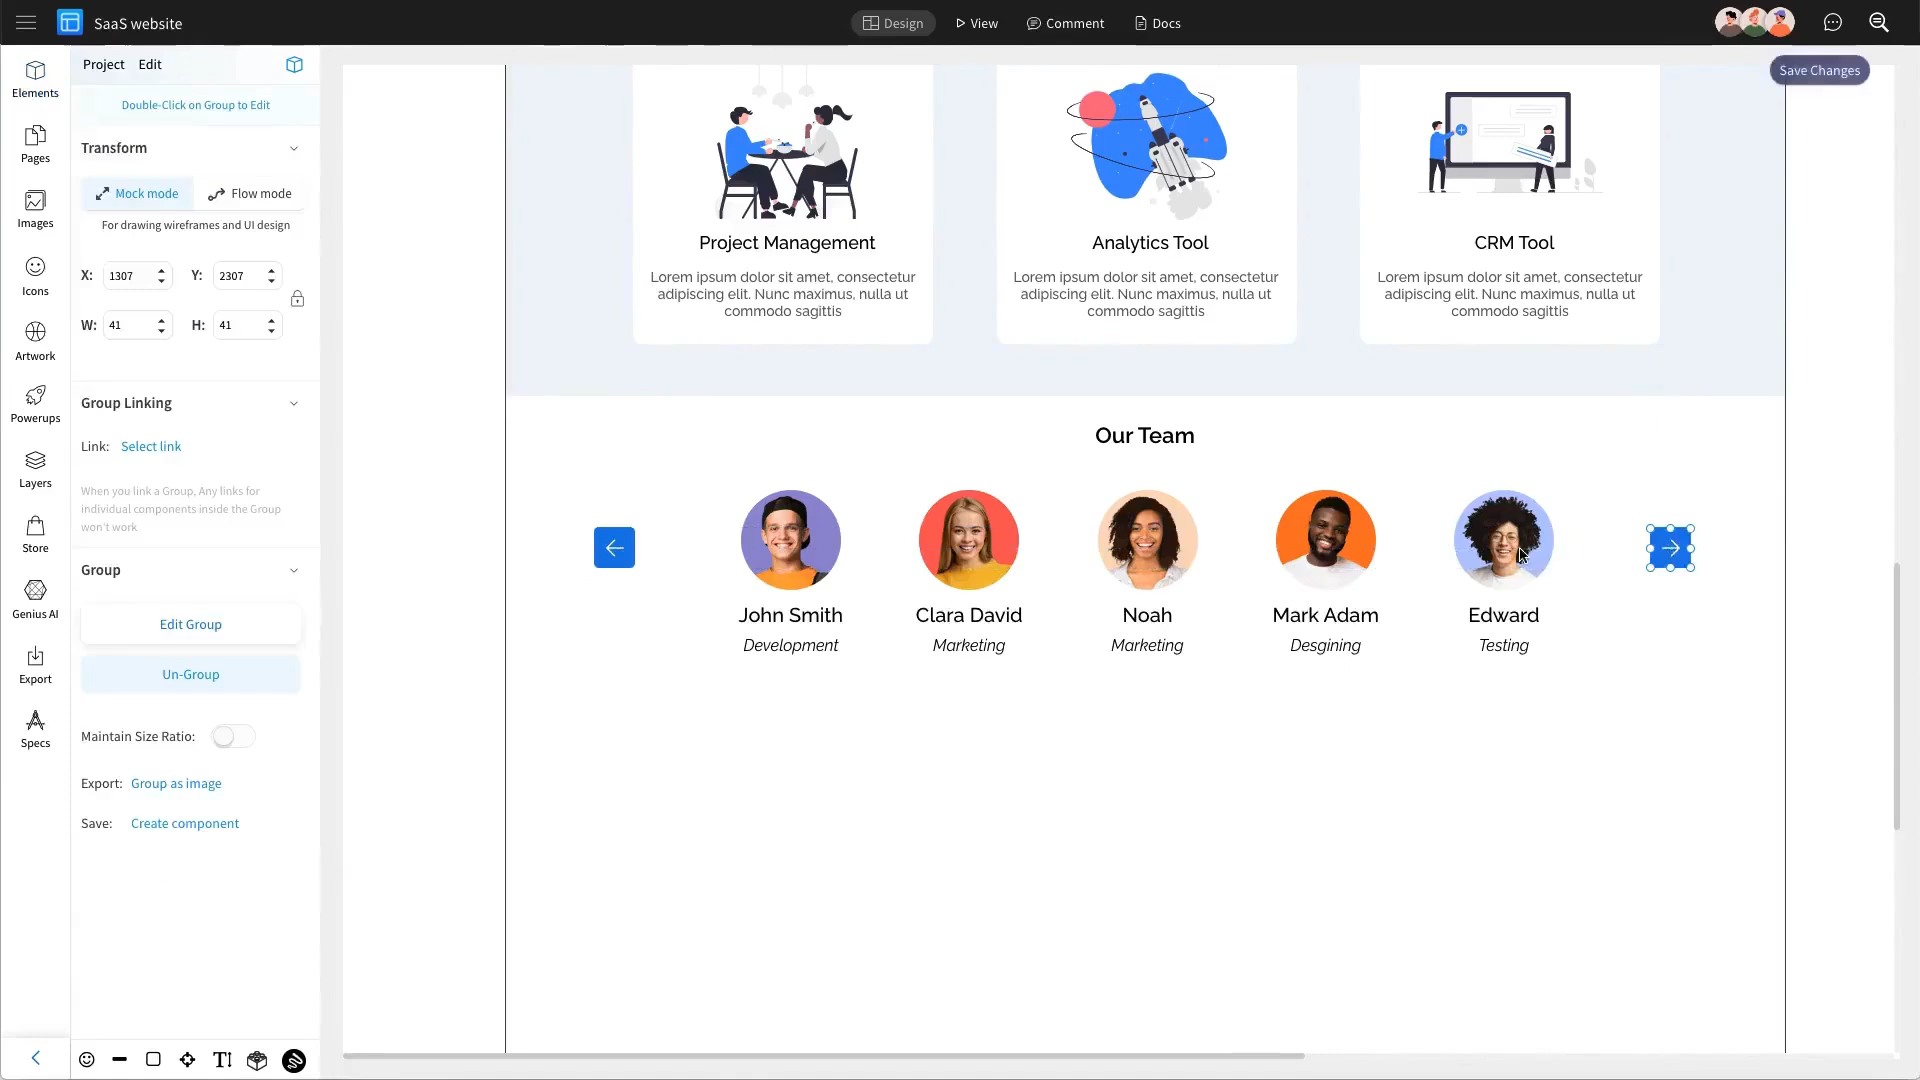 SaaS website
Design
View
Comment
Docs
Project
Edit
Save Changes
Elements
Pages
Images
Icons
Artwork
Powerups
Layers
Store
Genius AI
Export
Specs
Double-Click on Group to Edit
Transform
Mock mode
Flow mode
For drawing wireframes and UI design
X: 1307 Y: 2307
W: 41 H: 41
Group Linking
Link: Select link
When you link a Group, Any links for
individual components inside the Group
won't work
Group
Edit Group
Un-Group
Maintain Size Ratio:
Export: Group as image
Save: Create component
T
Project Management
Lorem ipsum dolor sit amet, consectetur
adipiscing elit. Nunc maximus, nulla ut
commodo sagittis
Analytics Tool
Lorem ipsum dolor sit amet, consectetur
adipiscing elit. Nunc maximus, nulla ut
commodo sagittis
CRM Tool
Lorem ipsum dolor sit amet, consectetur
adipiscing elit. Nunc maximus, nulla ut
commodo sagittis
Our Team
John Smith
Development
Clara David
Marketing
Noah
Marketing
Mark Adam
Desgining
Edward
Testing